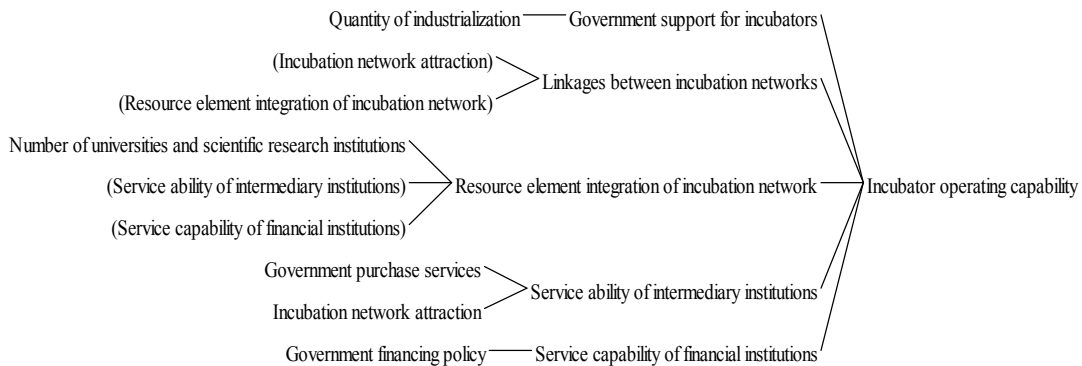 Quantity of industrialization
Government support for incubators
(Incubation network attraction)
Linkages between incubation networks
(Resource element integration of incubation network)
Number of universities and scientific research institutions
(Service ability of intermediary institutions)
Resource element integration of incubation network
Incubator operating capability
(Service capability of financial institutions)
Government purchase services
Service ability of intermediary institutions
Incubation network attraction
Government financing policy
Service capability of financial institutions